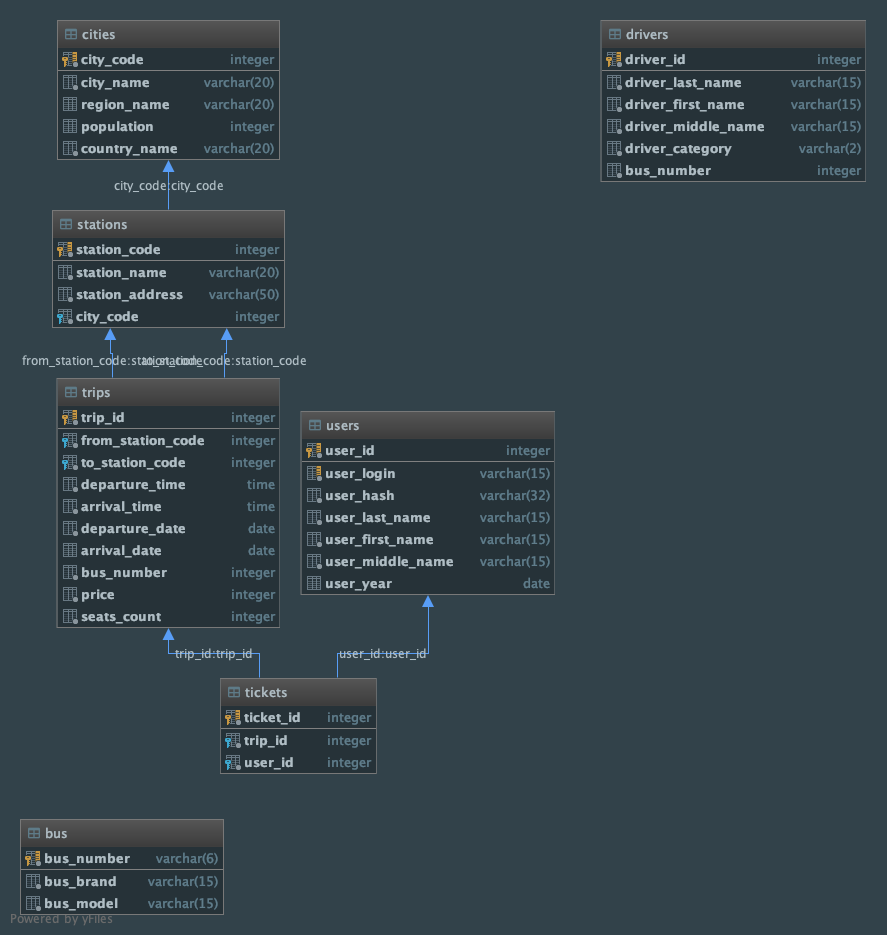 cities
city_code integer
city_name varchar(20)
region_name varchar(20)
population integer
country_name varchar(20)
city_code:city_code
stations
station_code integer
station_name varchar(20)
station_address varchar(50)
city_code integer
from_station_code:station_code
to_station_code:station_code
trips
trip_id integer
from_station_code integer
to_station_code integer
departure_time time
arrival_time time
departure_date date
arrival_date date
bus_number integer
price integer
seats_count integer
trip_id:trip_id
users
user_id integer
user_login varchar(15)
user_hash varchar(32)
user_last_name varchar(15)
user_first_name varchar(15)
user_middle_name varchar(15)
user_year date
user_id:user_id
tickets
ticket_id integer
trip_id integer
user_id integer
drivers
driver_id integer
driver_last_name varchar(15)
driver_first_name varchar(15)
driver_middle_name varchar(15)
driver_category varchar(2)
bus_number integer
bus
bus_number varchar(6)
bus_brand varchar(15)
bus_model varchar(15)
Powered by yFiles